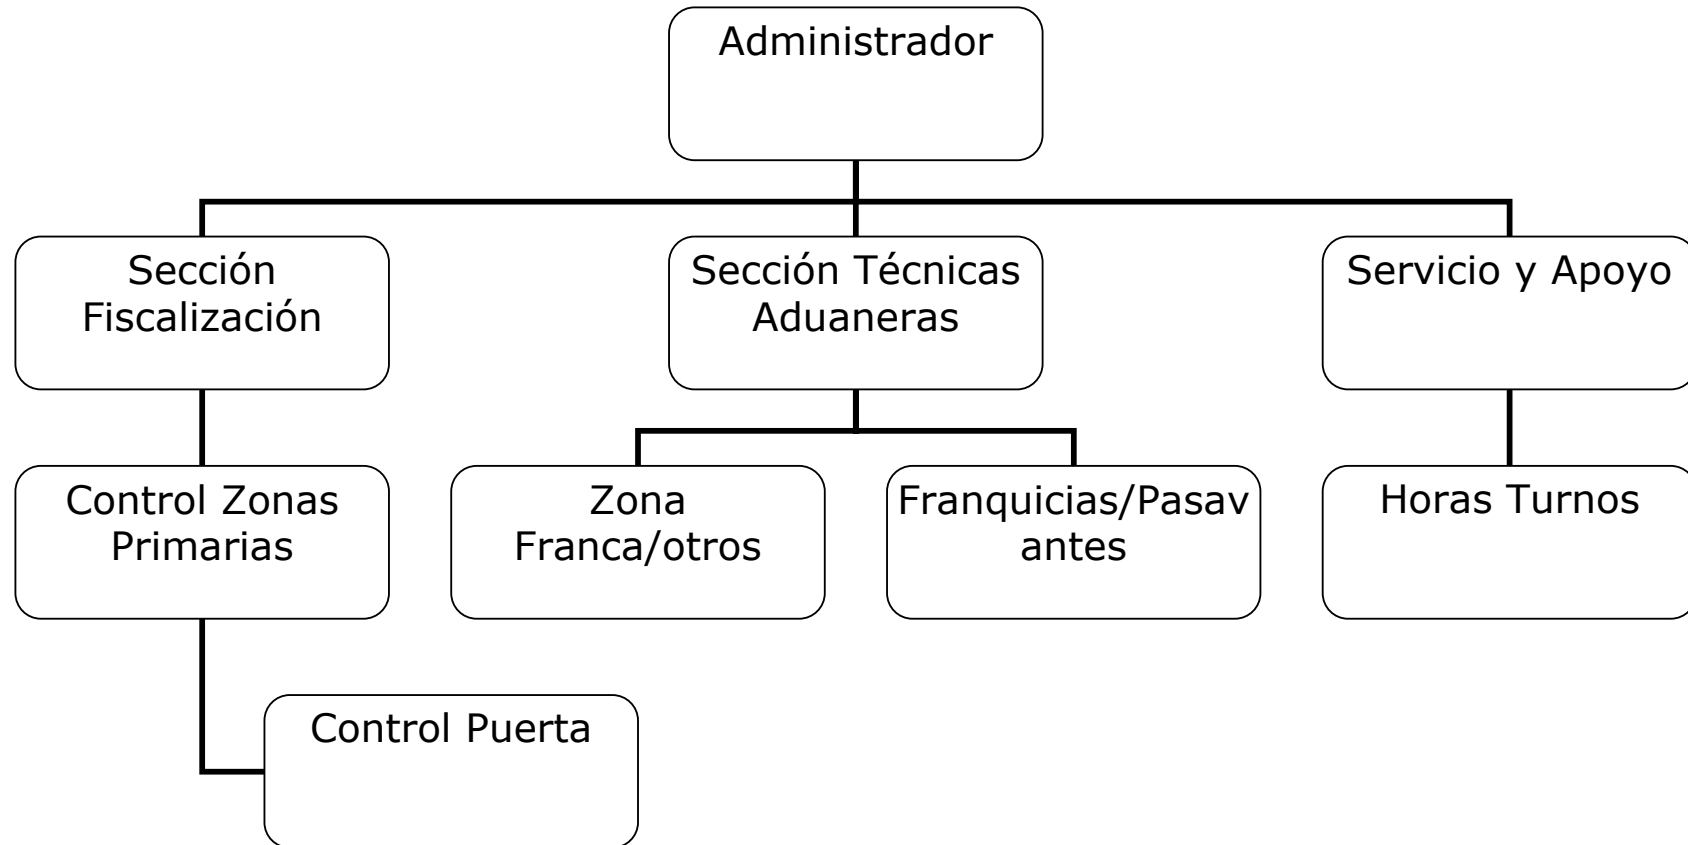 Administrador
Sección
Fiscalización
Sección Técnicas
Aduaneras
Servicio y Apoyo
Control Zonas
Primarias
Zona
Franca/otros
Franquicias/Pasav
antes
Horas Turnos
Control Puerta